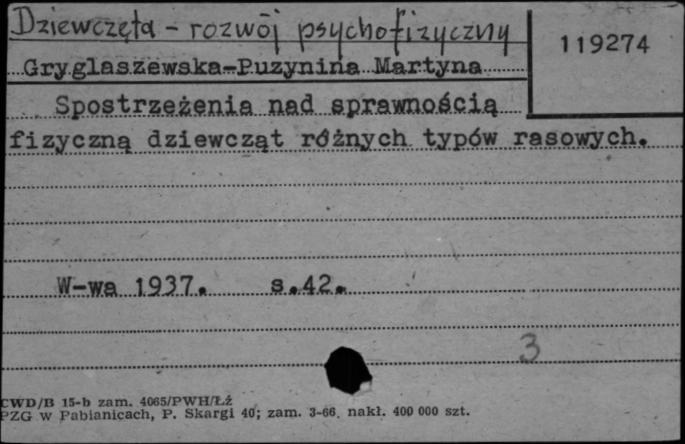 Dziewczęta - rozwój psychofizyczny
119274
Gryglaszewska-Puzynina Martyna
Spostrzeżenia nad sprawnością
fizyczną dziewcząt różnych typów rasowych.
W-wa 1937. s.42.
3
CWD/B 15-b zam. 4065/PWH/Łź
PZG w Pabianicach, P. Skargi 40; zam. 3-66. nakł. 400 000 szt.